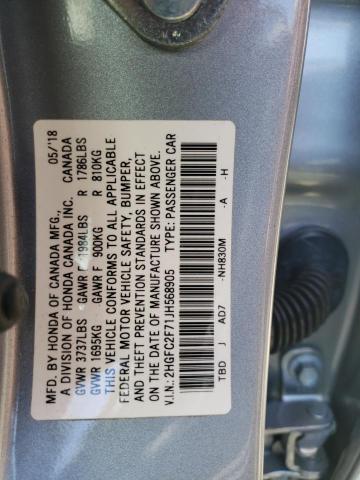 MFD. BY HONDA OF CANADA MFG., 05/'18
A DIVISION OF HONDA CANADA INC. CANADA
GVWR 3737LBS GAWR F 1984LBS R 1786LBS
GVWR 1695KG GAWR F 900KG R 810KG
THIS VEHICLE CONFORMS TO ALL APPLICABLE
FEDERAL MOTOR VEHICLE SAFETY, BUMPER,
AND THEFT PREVENTION STANDARDS IN EFFECT
ON THE DATE OF MANUFACTURE SHOWN ABOVE.
V.I.N.: 2HGFC2F71JH568905 TYPE: PASSENGER CAR
TBD J AD7 -NH830M -A -H